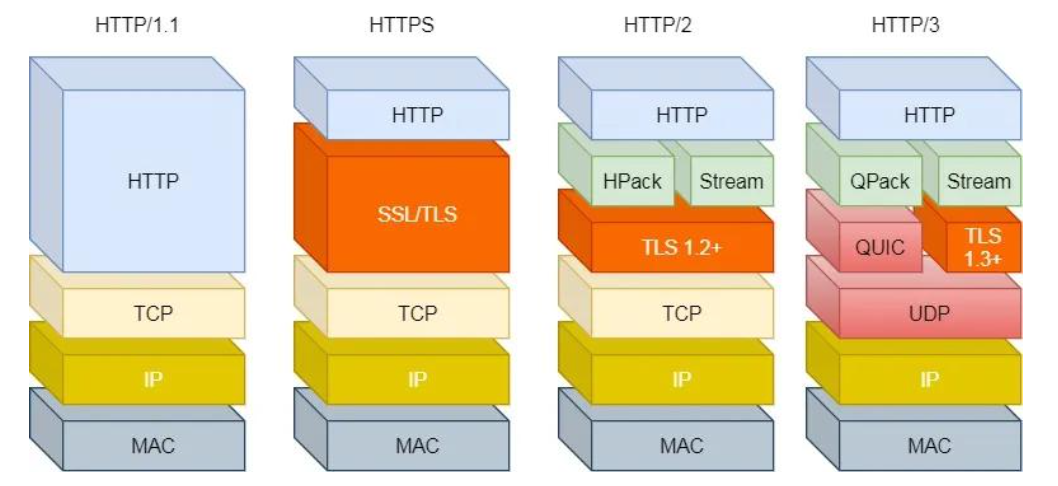 HTTP/1.1 HTTPS HTTP/2 HTTP/3
HTTP HTTP HTTP
HTTP SSL/TLS HPack Stream QPack Stream
TLS 1.2+ QUIC TLS
1.3+
TCP TCP TCP UDP
IP IP IP IP
MAC MAC MAC MAC